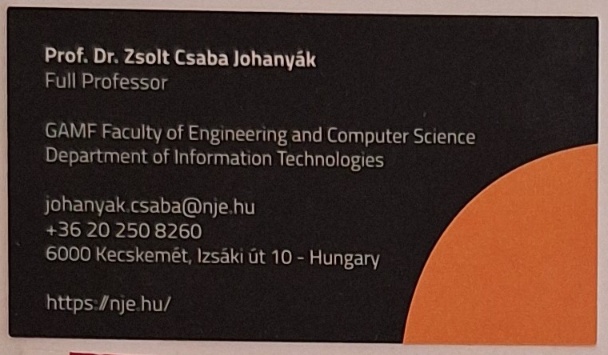 Prof. Dr. Zsolt Csaba Johanyák
Full Professor
GAMF Faculty of Engineering and Computer Science
Department of Information Technologies
johanyak.csaba@nje.hu
+36 20 250 8260
6000 Kecskemét, Izsáki út 10 - Hungary
https://nje.hu/